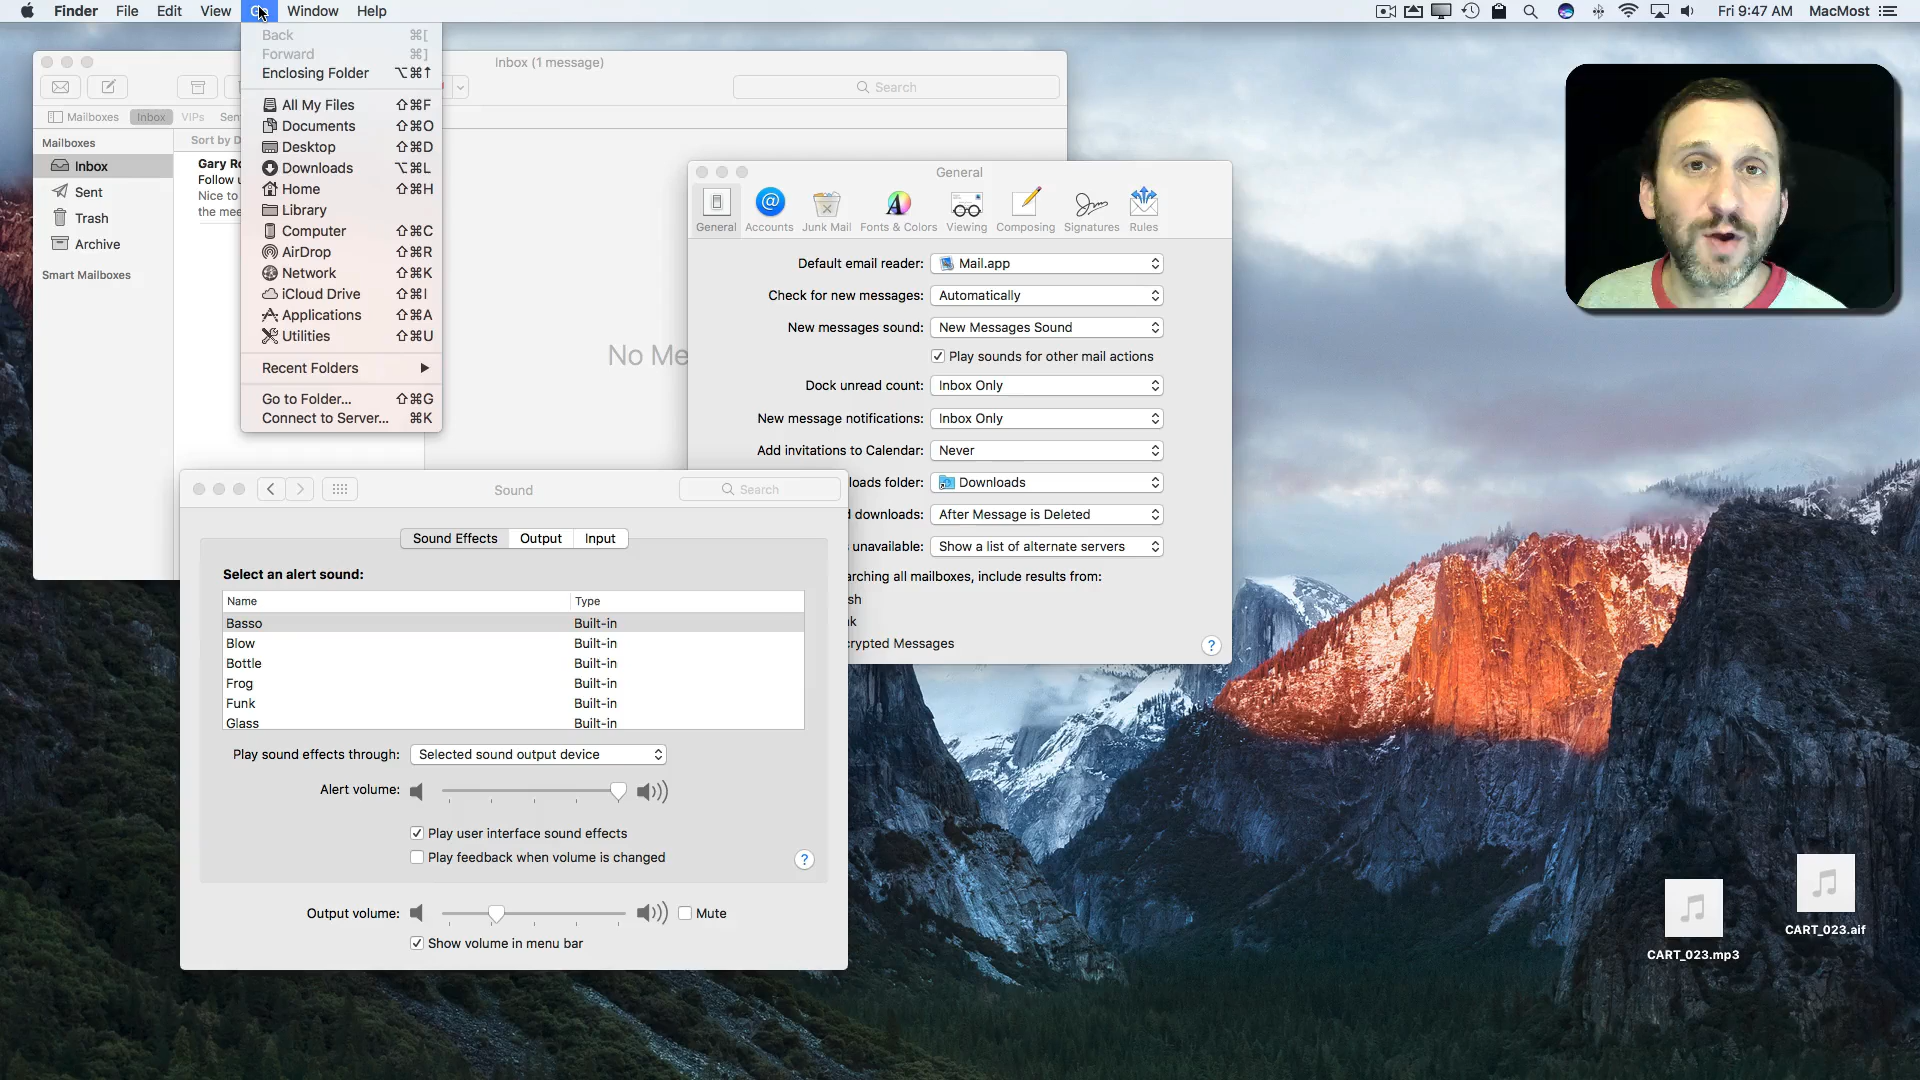 Finder File Edit View Window Help
Fri 9:47 AM MacMost
Back ⌘[
Forward ⌘]
Enclosing Folder ⌥⌘↑
All My Files ⇧⌘F
Documents ⇧⌘O
Desktop ⇧⌘D
Downloads ⌥⌘L
Home ⇧⌘H
Library
Computer ⇧⌘C
AirDrop ⇧⌘R
Network ⇧⌘K
iCloud Drive ⇧⌘I
Applications ⇧⌘A
Utilities ⇧⌘U
Recent Folders
Go to Folder... ⇧⌘G
Connect to Server... ⌘K
Inbox (1 message)
Search
Mailboxes Inbox VIPs Sen
Mailboxes
Inbox
Sent
Trash
Archive
Smart Mailboxes
Sort by D
Gary Ro
Follow u
Nice to
the mee
No Me
General
General Accounts Junk Mail Fonts & Colors Viewing Composing Signatures Rules
Default email reader: Mail.app
Check for new messages: Automatically
New messages sound: New Messages Sound
Play sounds for other mail actions
Dock unread count: Inbox Only
New message notifications: Inbox Only
Add invitations to Calendar: Never
loads folder: Downloads
d downloads: After Message is Deleted
s unavailable: Show a list of alternate servers
arching all mailboxes, include results from:
sh
nk
crypted Messages
?
Sound
Search
Sound Effects Output Input
Select an alert sound:
Name Type
Basso Built-in
Blow Built-in
Bottle Built-in
Frog Built-in
Funk Built-in
Glass Built-in
Play sound effects through: Selected sound output device
Alert volume:
Play user interface sound effects
Play feedback when volume is changed
?
Output volume: Mute
Show volume in menu bar
CART_023.mp3
CART_023.aif